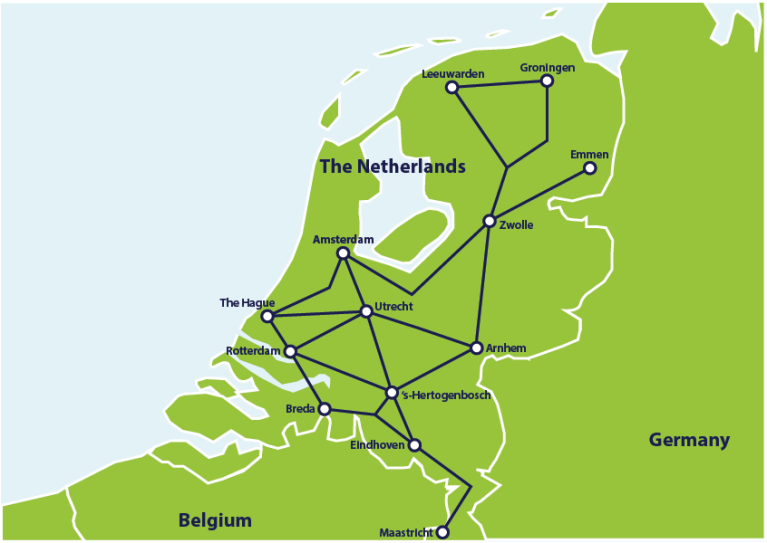 Groningen
Leeuwarden
Emmen
The Netherlands
Zwolle
Amsterdam
The Hague
Utrecht
Rotterdam
Arnhem
's-Hertogenbosch
Breda
Eindhoven
Germany
Belgium
Maastricht